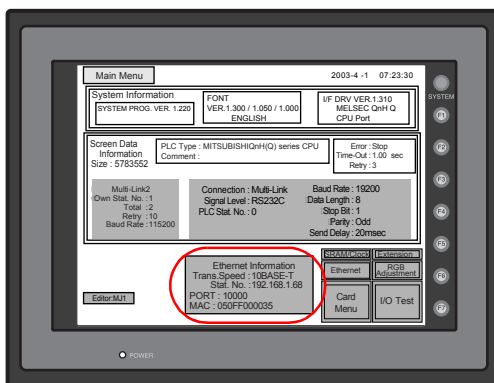 Main Menu
2003-4 -1 07:23:30
SYSTEM
System Information
SYSTEM PROG. VER. 1.220
FONT
VER.1.300 / 1.050 / 1.000
ENGLISH
I/F DRV VER.1.310
MELSEC QnH Q
CPU Port
F1
Screen Data
Information
Size : 5783552
PLC Type : MITSUBISHIQnH(Q) series CPU
Comment :
Error : Stop
Time-Out : 1.00 sec
Retry : 3
F2
F3
Multi-Link2
Own Stat. No. : 1
Total : 2
Retry : 10
Baud Rate : 115200
Connection : Multi-Link
Signal Level : RS232C
PLC Stat. No. : 0
Baud Rate : 19200
Data Length : 8
Stop Bit : 1
Parity : Odd
Send Delay : 20msec
F4
F5
Ethernet Information
Trans.Speed : 10BASE-T
Stat. No. : 192.168.1.68
PORT : 10000
MAC : 050FF000035
SRAM/Clock
Extension
Ethernet
RGB
Adjustment
F6
Editor:MJ1
Card
Menu
I/O Test
F7
POWER